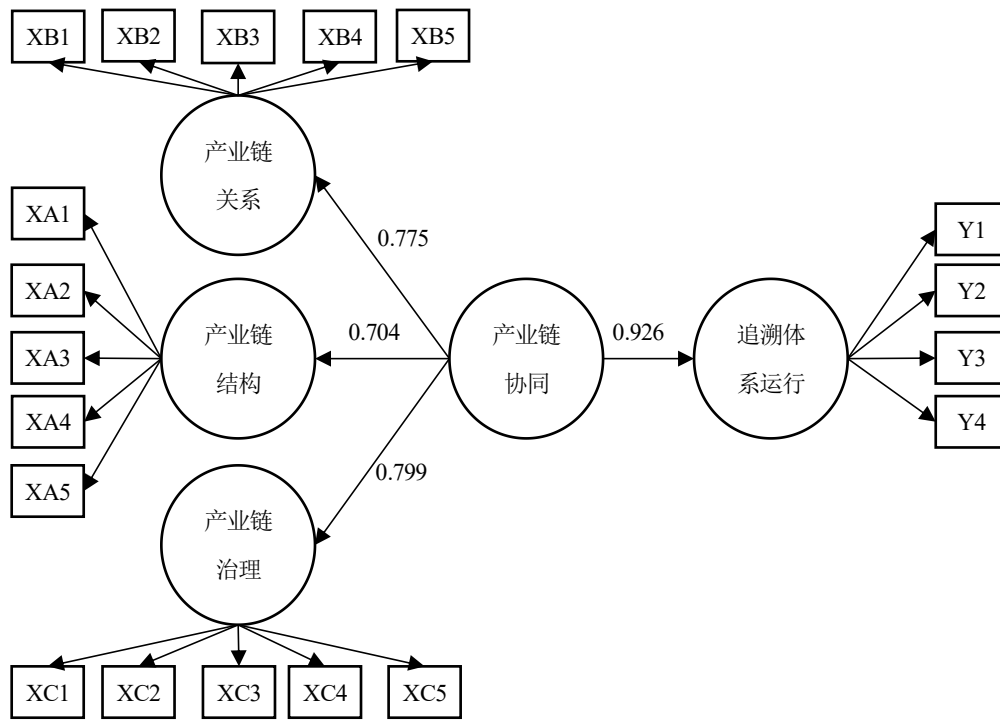 XB1
XB2
XB3
XB4
XB5
产业链
关系
XA1
XA2
XA3
XA4
XA5
0.775
产业链
结构
0.704
产业链
协同
0.926
追溯体
系运行
Y1
Y2
Y3
Y4
0.799
产业链
治理
XC1
XC2
XC3
XC4
XC5